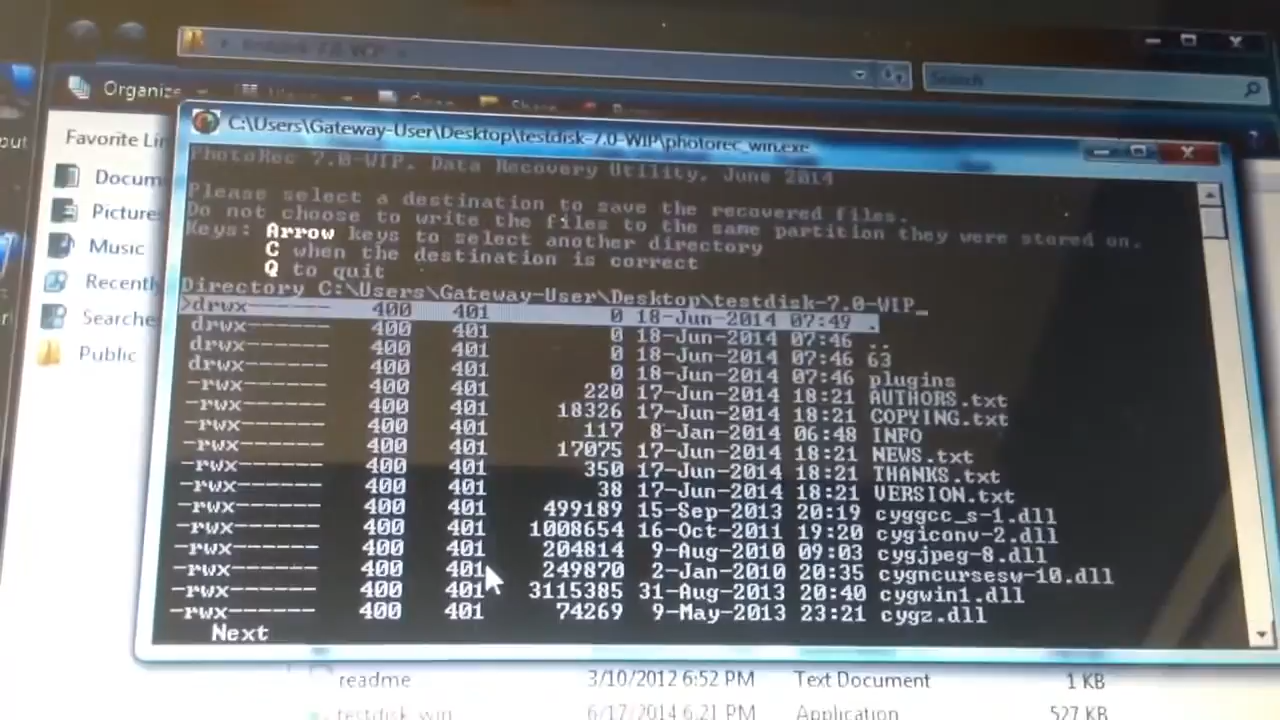 Organize
Search
Favorite Lin
C:\Users\Gateway-User\Desktop\testdisk-7.0-WIP\photorec_win.exe
PhotoRec 7.0-WIP, Data Recovery Utility, June 2014
Please select a destination to save the recovered files.
Do not choose to write the files to the same partition they were stored on.
Keys: Arrow keys to select another directory
C when the destination is correct
Q to quit
Directory C:\Users\Gateway-User\Desktop\testdisk-7.0-WIP_
>drwx------ 400 401 0 18-Jun-2014 07:49 .
drwx------ 400 401 0 18-Jun-2014 07:46 ..
drwx------ 400 401 0 18-Jun-2014 07:46 63
drwx------ 400 401 0 18-Jun-2014 07:46 plugins
-rwx------ 400 401 220 17-Jun-2014 18:21 AUTHORS.txt
-rwx------ 400 401 18326 17-Jun-2014 18:21 COPYING.txt
-rwx------ 400 401 117 8-Jan-2014 06:48 INFO
-rwx------ 400 401 17075 17-Jun-2014 18:21 NEWS.txt
-rwx------ 400 401 350 17-Jun-2014 18:21 THANKS.txt
-rwx------ 400 401 38 17-Jun-2014 18:21 VERSION.txt
-rwx------ 400 401 499189 15-Sep-2013 20:19 cyggcc_s-1.dll
-rwx------ 400 401 1008654 16-Oct-2011 19:20 cygiconv-2.dll
-rwx------ 400 401 204814 9-Aug-2010 09:03 cygjpeg-8.dll
-rwx------ 400 401 249870 2-Jan-2010 20:35 cygncursesw-10.dll
-rwx------ 400 401 3115385 31-Aug-2013 20:40 cygwin1.dll
-rwx------ 400 401 74269 9-May-2013 23:21 cygz.dll
Next
Docum
Picture
Music
Recently
Searche
Public
readme 3/10/2012 6:52 PM Text Document 1 KB
testdisk_win 6/17/2014 6:21 PM Application 527 KB